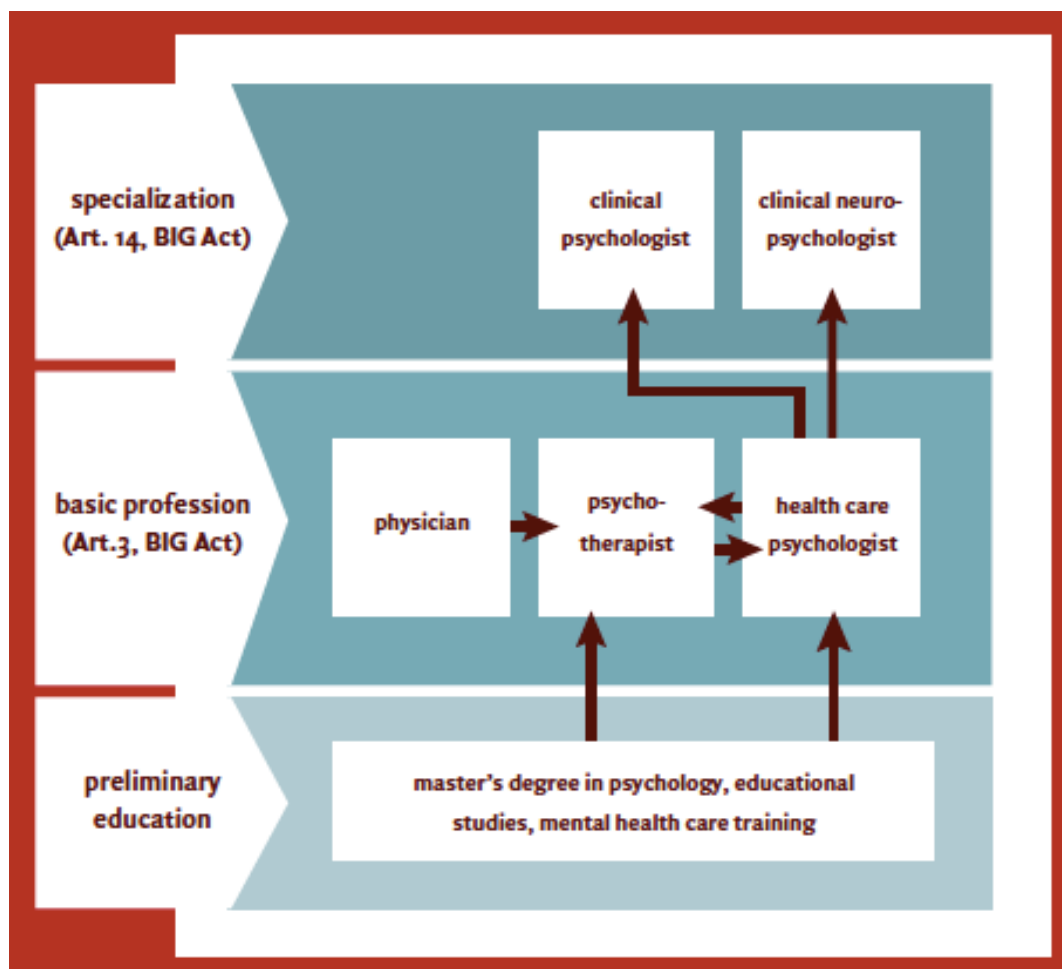 specialization
(Art. 14, BIG Act)
clinical
psychologist
clinical neuro-
psychologist
basic profession
(Art.3, BIG Act)
physician
psycho-
therapist
health care
psychologist
preliminary
education
master's degree in psychology, educational
studies, mental health care training